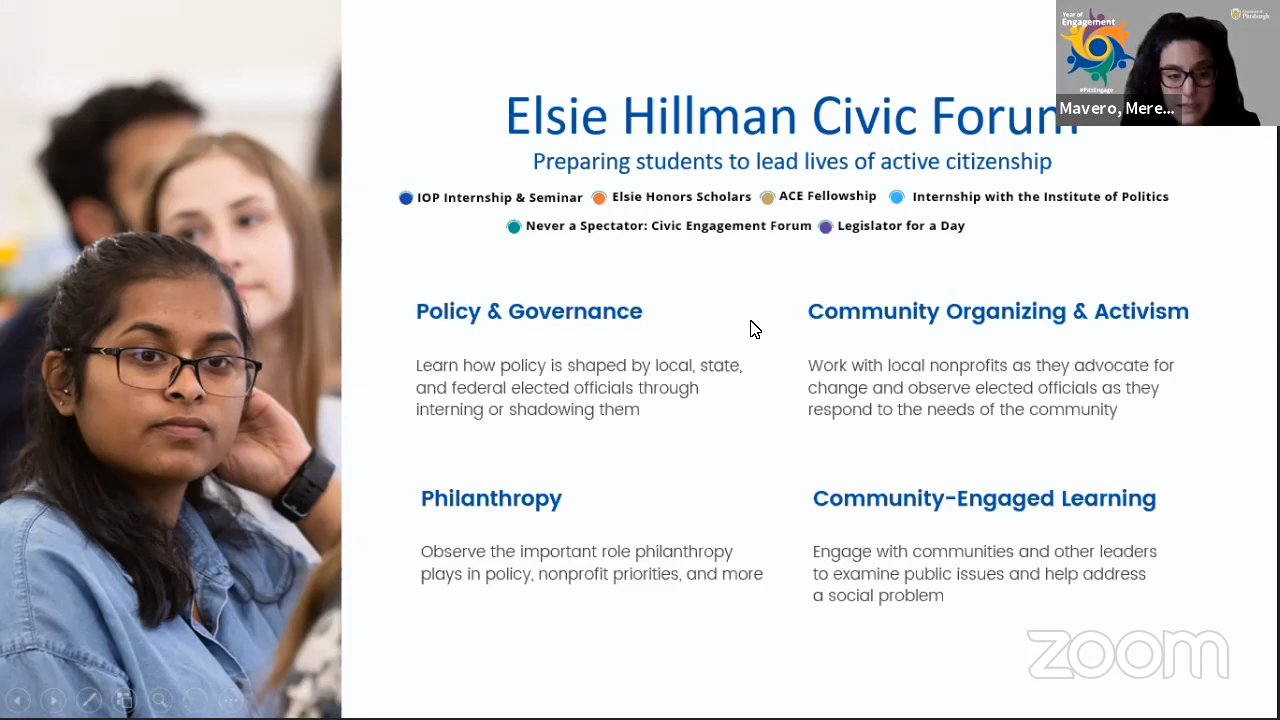 Year of
Engagement
University of
Pittsburgh
#PittEngage
Mavero, Mere...
Elsie Hillman Civic Forum
Preparing students to lead lives of active citizenship
IOP Internship & Seminar Elsie Honors Scholars ACE Fellowship Internship with the Institute of Politics
Never a Spectator: Civic Engagement Forum Legislator for a Day
Policy & Governance
Learn how policy is shaped by local, state,
and federal elected officials through
interning or shadowing them
Community Organizing & Activism
Work with local nonprofits as they advocate for
change and observe elected officials as they
respond to the needs of the community
Philanthropy
Observe the important role philanthropy
plays in policy, nonprofit priorities, and more
Community-Engaged Learning
Engage with communities and other leaders
to examine public issues and help address
a social problem
zoom